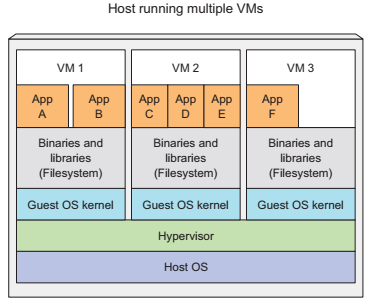 Host running multiple VMs
VM 1
VM 2
VM 3
App
A
App
B
App
C
App
D
App
E
App
F
Binaries and
libraries
(Filesystem)
Binaries and
libraries
(Filesystem)
Binaries and
libraries
(Filesystem)
Guest OS kernel
Guest OS kernel
Guest OS kernel
Hypervisor
Host OS